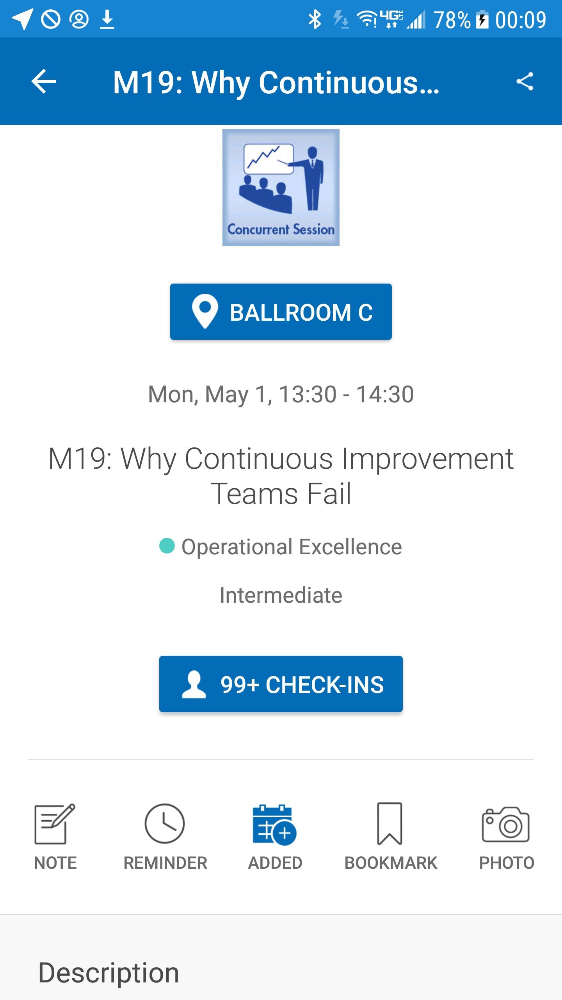 4G LTE 78% 00:09
M19: Why Continuous…
Concurrent Session
BALLROOM C
Mon, May 1, 13:30 - 14:30
M19: Why Continuous Improvement
Teams Fail
Operational Excellence
Intermediate
99+ CHECK-INS
NOTE REMINDER ADDED BOOKMARK PHOTO
Description